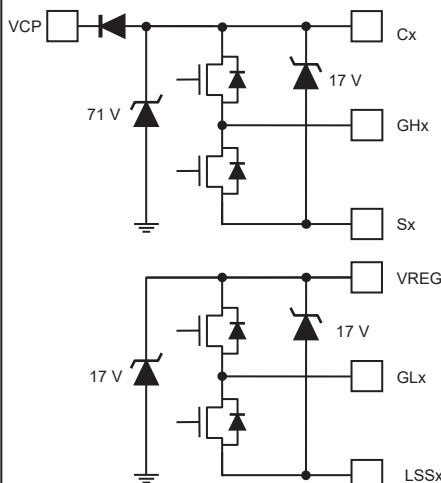 VCP
Cx
17 V
71 V
GHx
Sx
VREG
17 V
17 V
GLx
LSSx